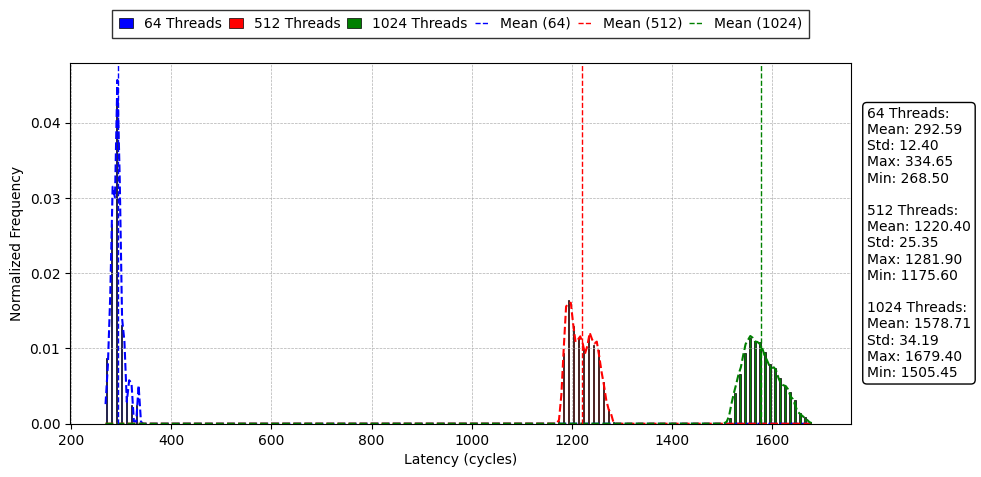 64 Threads 512 Threads 1024 Threads Mean (64) Mean (512) Mean (1024)
0.04
0.03
0.02
0.01
0.00
Normalized Frequency
200 400 600 800 1000 1200 1400 1600
Latency (cycles)
64 Threads:
Mean: 292.59
Std: 12.40
Max: 334.65
Min: 268.50
512 Threads:
Mean: 1220.40
Std: 25.35
Max: 1281.90
Min: 1175.60
1024 Threads:
Mean: 1578.71
Std: 34.19
Max: 1679.40
Min: 1505.45